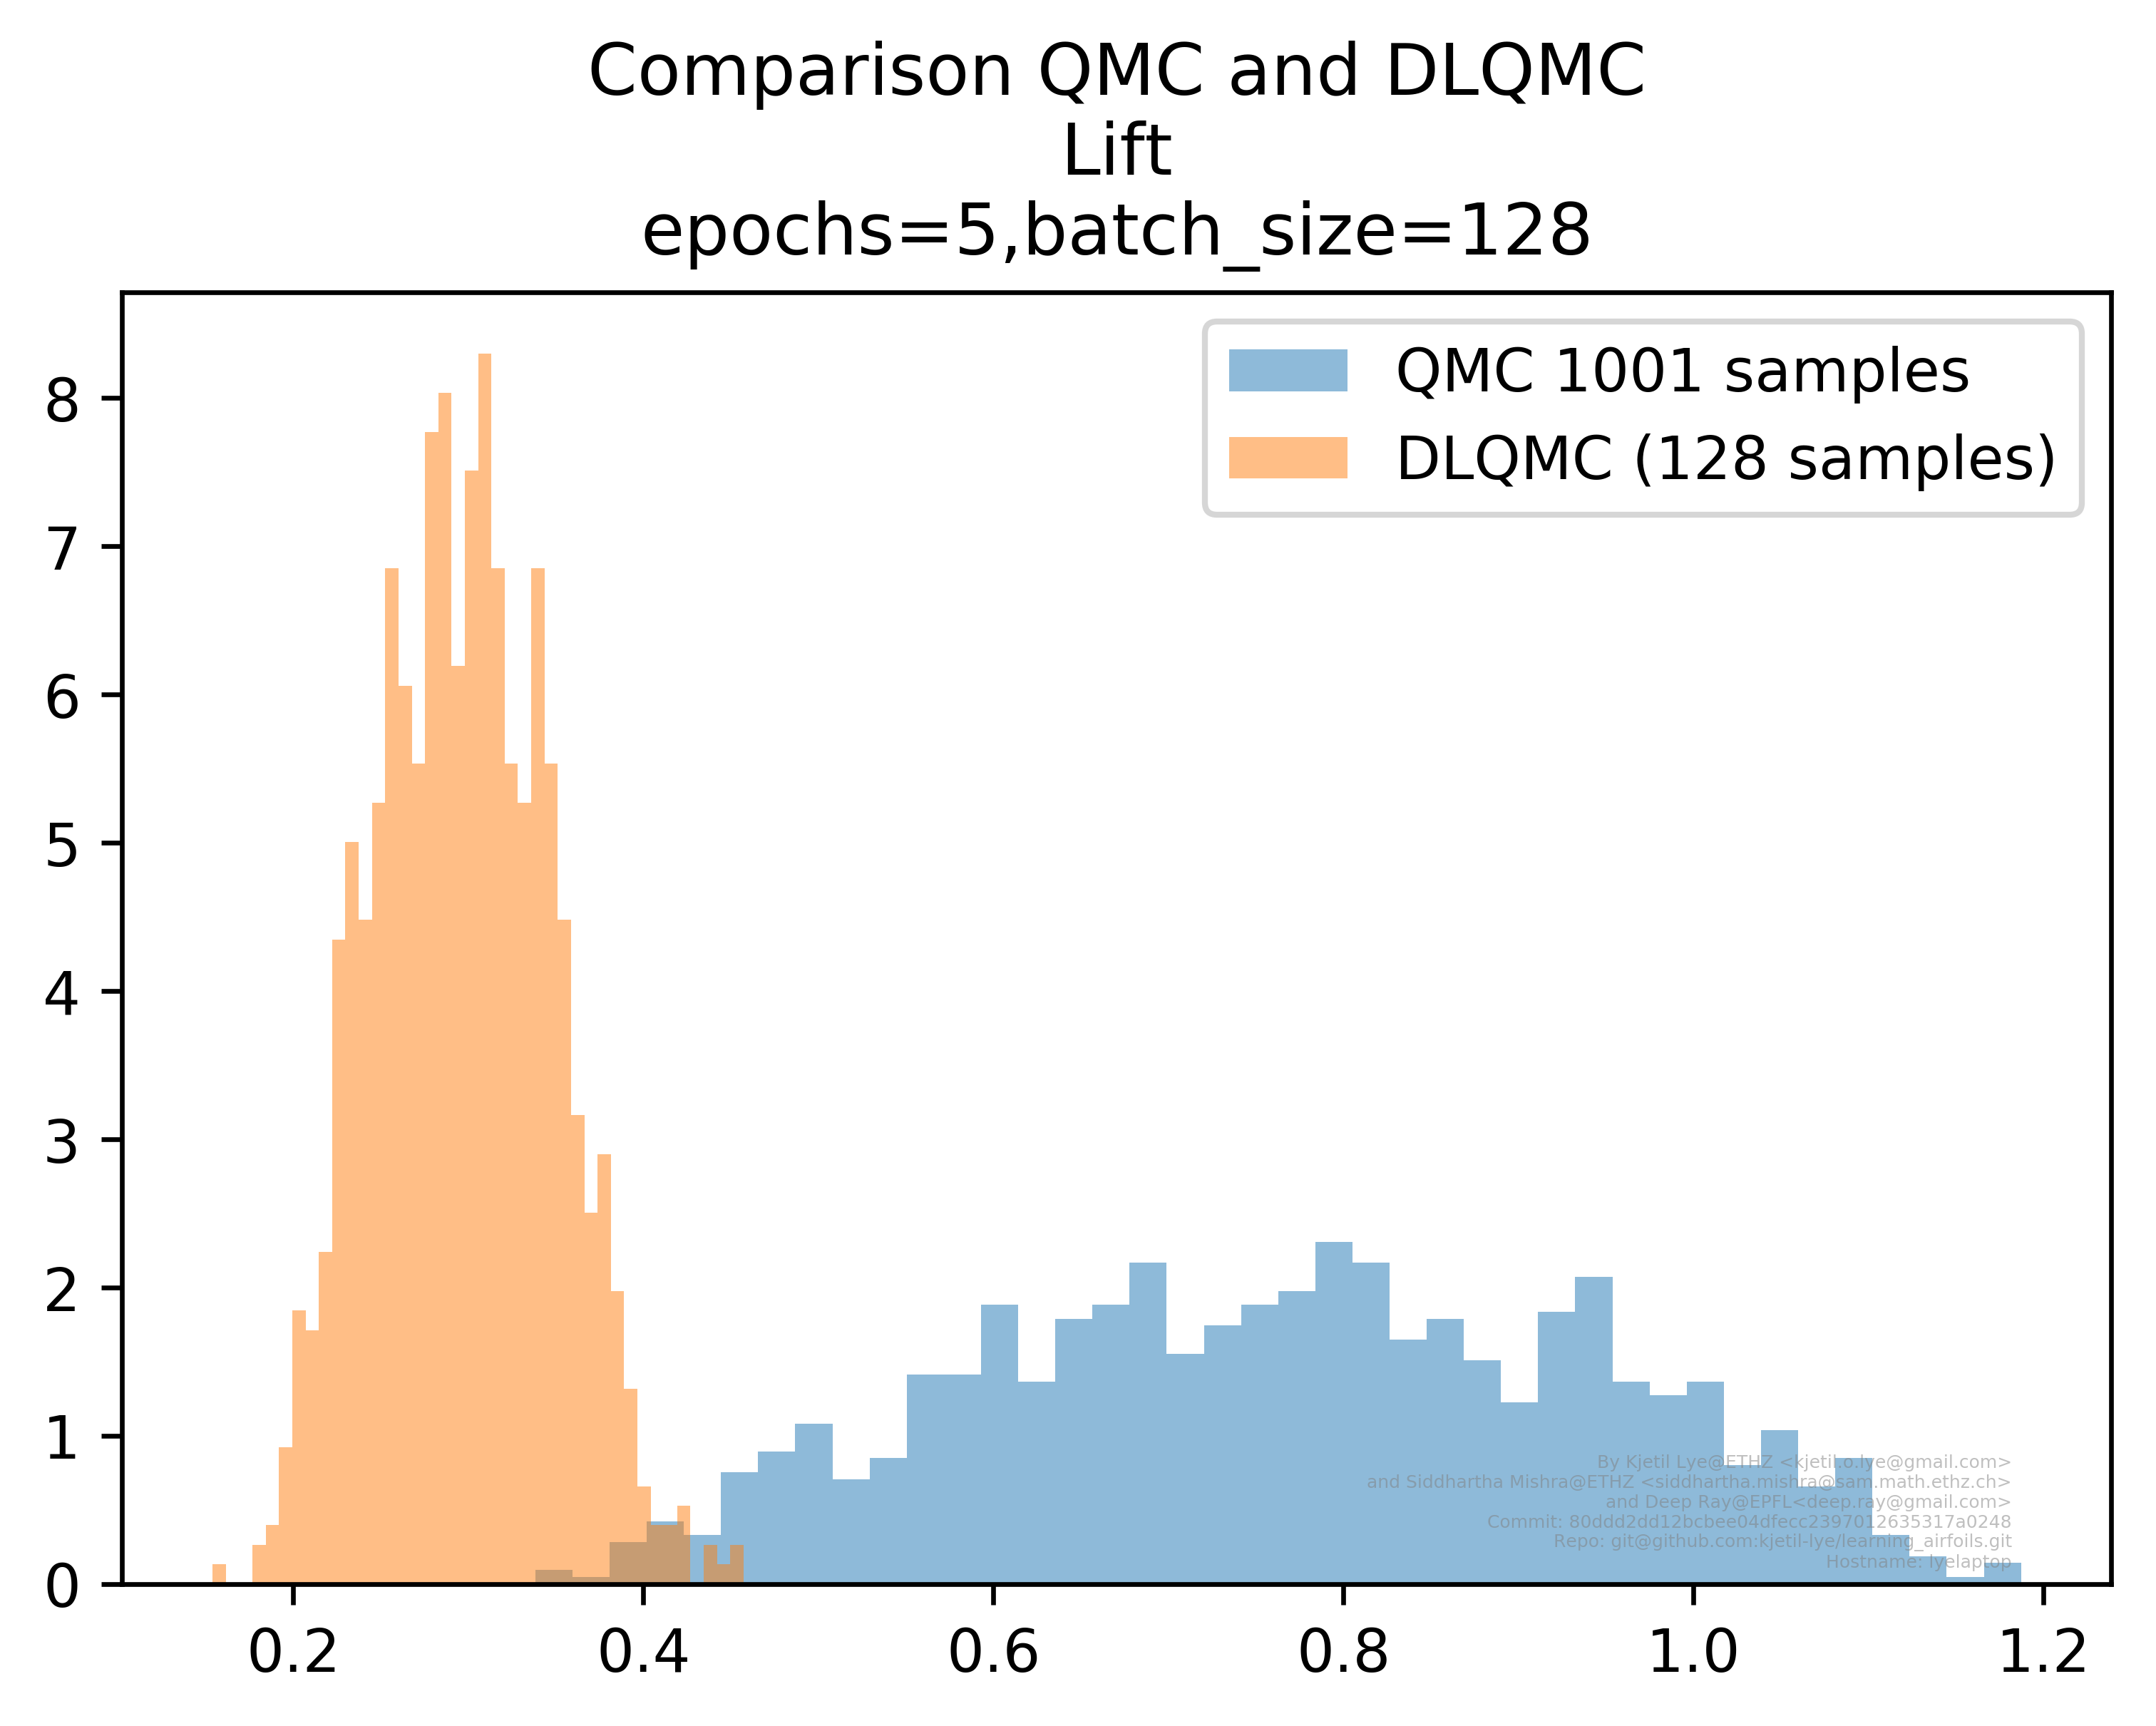 Comparison QMC and DLQMC
Lift
epochs=5,batch_size=128
QMC 1001 samples
DLQMC (128 samples)
8
7
6
5
4
3
2
1
0
0.2 0.4 0.6 0.8 1.0 1.2
By Kjetil Lye@ETHZ <kjetil.o.lye@gmail.com>
and Siddhartha Mishra@ETHZ <siddhartha.mishra@sam.math.ethz.ch>
and Deep Ray@EPFL<deep.ray@gmail.com>
Commit: 80ddd2dd12bcbee04dfecc2397012635317a0248
Repo: git@github.com:kjetil-lye/learning_airfoils.git
Hostname: lyelaptop